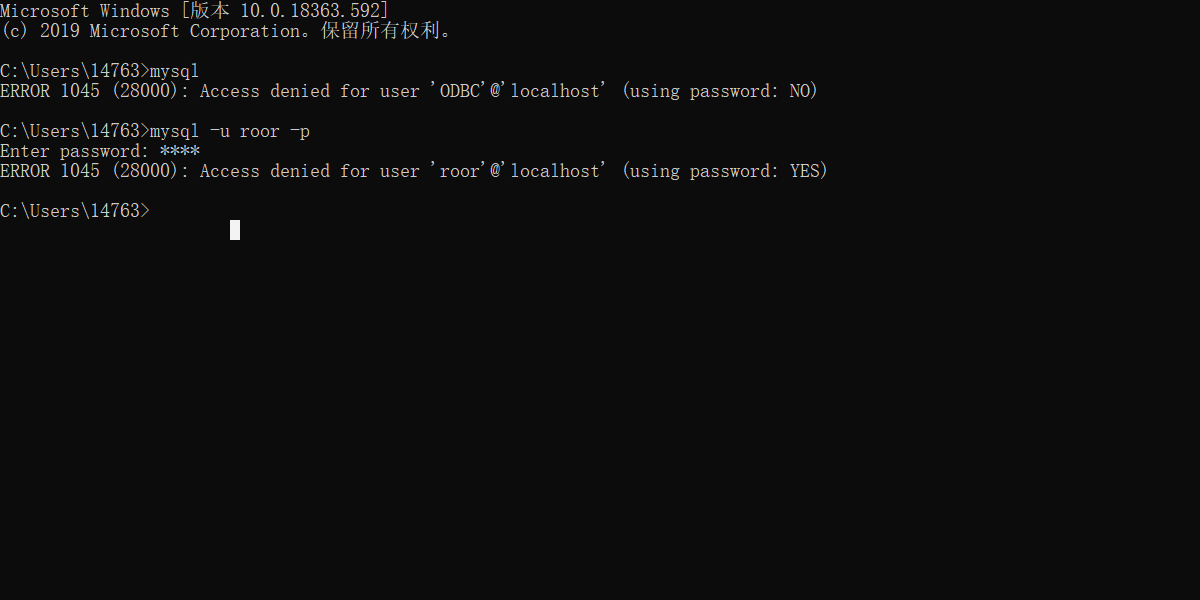 Microsoft Windows [版本 10.0.18363.592]
(c) 2019 Microsoft Corporation。保留所有权利。
C:\Users\14763>mysql
ERROR 1045 (28000): Access denied for user 'ODBC'@'localhost' (using password: NO)
C:\Users\14763>mysql -u roor -p
Enter password: ****
ERROR 1045 (28000): Access denied for user 'roor'@'localhost' (using password: YES)
C:\Users\14763>